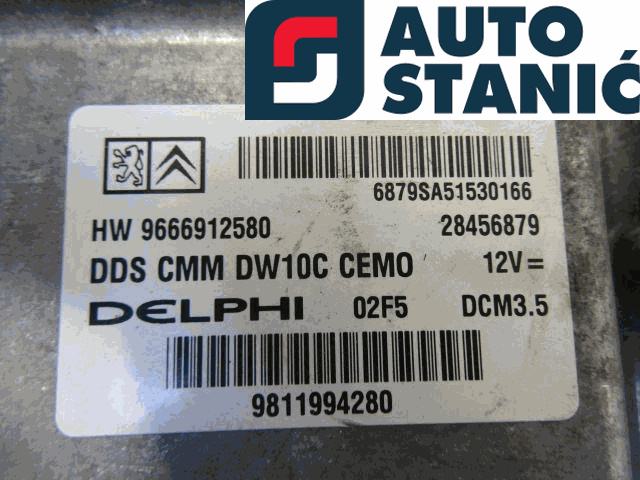 AUTO
STANIĆ
6879SA51530166
HW 9666912580 28456879
DDS CMM DW10C CEMO 12V =
DELPHI 02F5 DCM3.5
9811994280